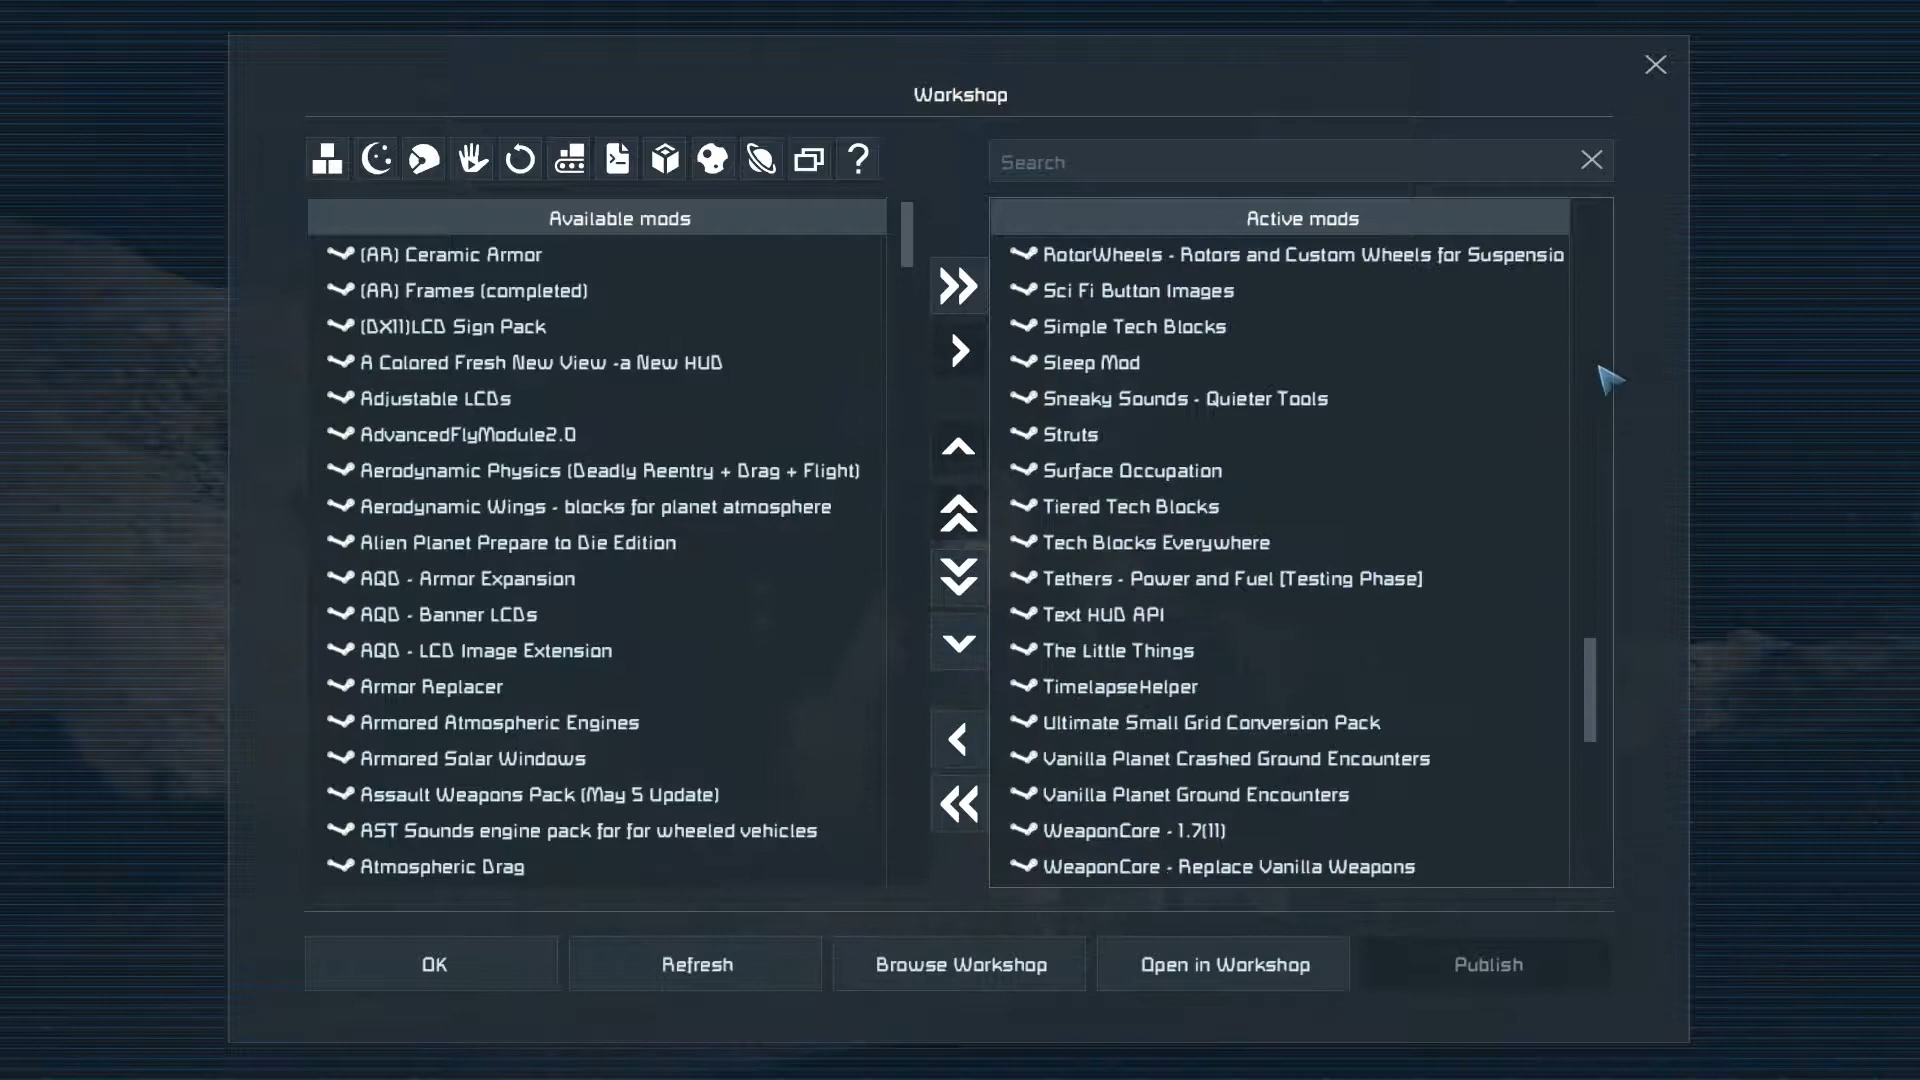 Workshop
?
Search
Available mods
(AR) Ceramic Armor
(AR) Frames (completed)
(DX11)LCD Sign Pack
A Colored Fresh New View -a New HUD
Adjustable LCDs
AdvancedFlyModule2.0
Aerodynamic Physics (Deadly Reentry + Drag + Flight)
Aerodynamic Wings - blocks for planet atmosphere
Alien Planet Prepare to Die Edition
AQD - Armor Expansion
AQD - Banner LCDs
AQD - LCD Image Extension
Armor Replacer
Armored Atmospheric Engines
Armored Solar Windows
Assault Weapons Pack (May 5 Update)
AST Sounds engine pack for for wheeled vehicles
Atmospheric Drag
Active mods
RotorWheels - Rotors and Custom Wheels for Suspensio
Sci Fi Button Images
Simple Tech Blocks
Sleep Mod
Sneaky Sounds - Quieter Tools
Struts
Surface Occupation
Tiered Tech Blocks
Tech Blocks Everywhere
Tethers - Power and Fuel [Testing Phase]
Text HUD API
The Little Things
TimelapseHelper
Ultimate Small Grid Conversion Pack
Vanilla Planet Crashed Ground Encounters
Vanilla Planet Ground Encounters
WeaponCore - 1.7(11)
WeaponCore - Replace Vanilla Weapons
OK
Refresh
Browse Workshop
Open in Workshop
Publish